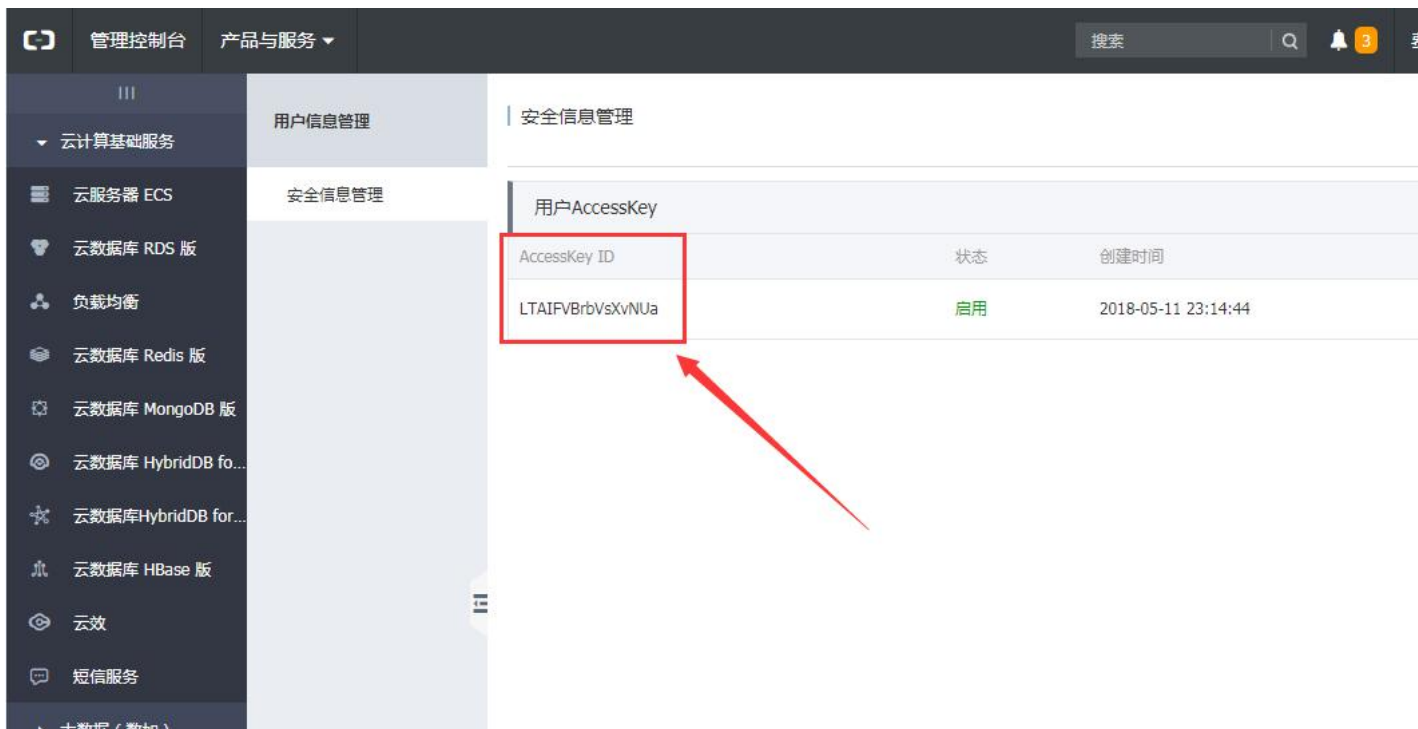 管理控制台 产品与服务 搜索 3
用户信息管理
安全信息管理
云计算基础服务
云服务器 ECS
安全信息管理
用户AccessKey
云数据库 RDS 版
AccessKey ID 状态 创建时间
负载均衡
LTAIFVBrbVsXvNUa 启用 2018-05-11 23:14:44
云数据库 Redis 版
云数据库 MongoDB 版
云数据库 HybridDB fo...
云数据库HybridDB for...
云数据库 HBase 版
云效
短信服务